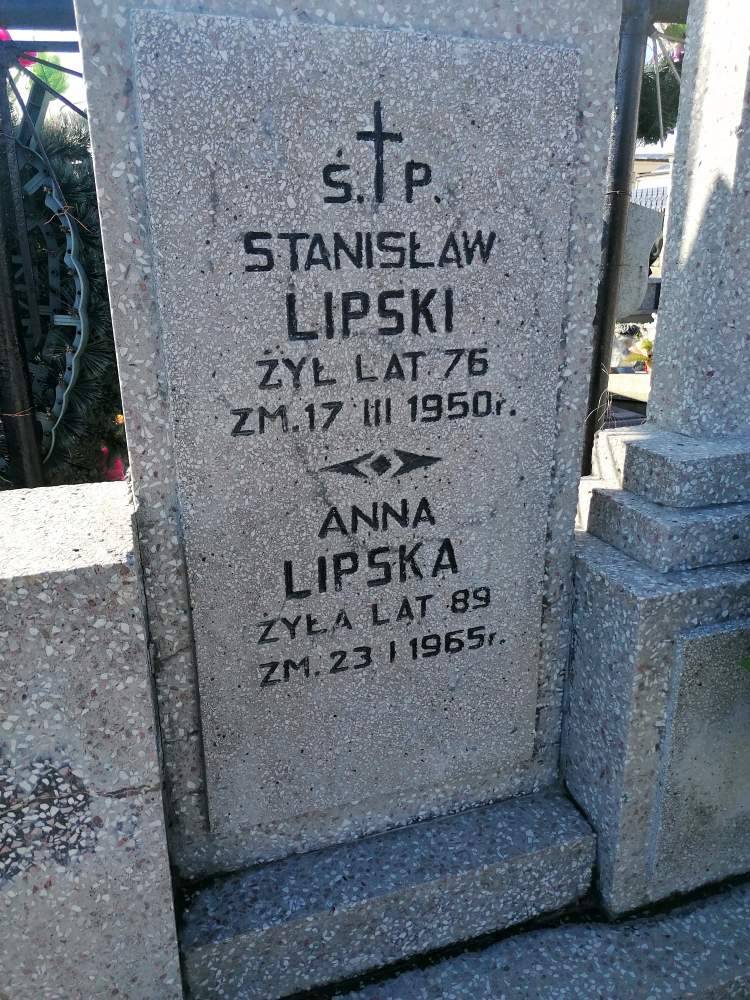 Ś. P.
STANISŁAW
LIPSKI
ŻYŁ LAT 76
ZM. 17 III 1950r.
ANNA
LIPSKA
ŻYŁA LAT 89
ZM. 23 I 1965r.